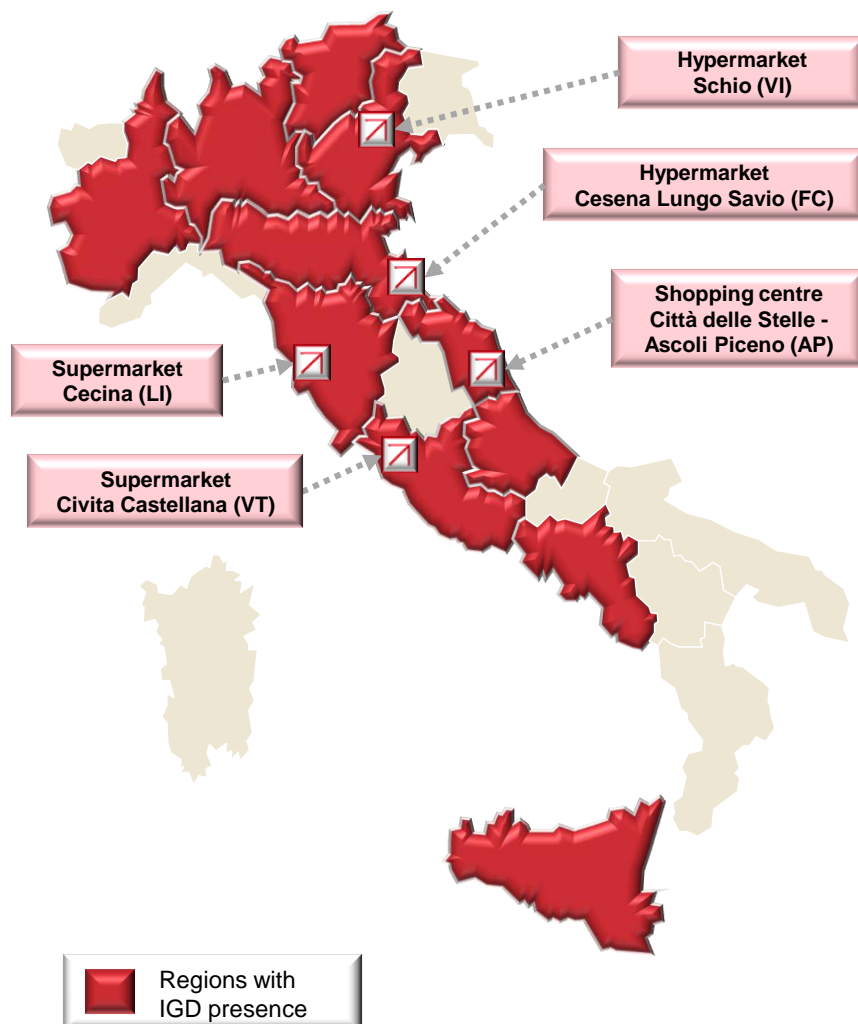 Hypermarket
Schio (VI)
Hypermarket
Cesena Lungo Savio (FC)
Shopping centre
Città delle Stelle -
Ascoli Piceno (AP)
Supermarket
Cecina (LI)
Supermarket
Civita Castellana (VT)
Regions with
IGD presence